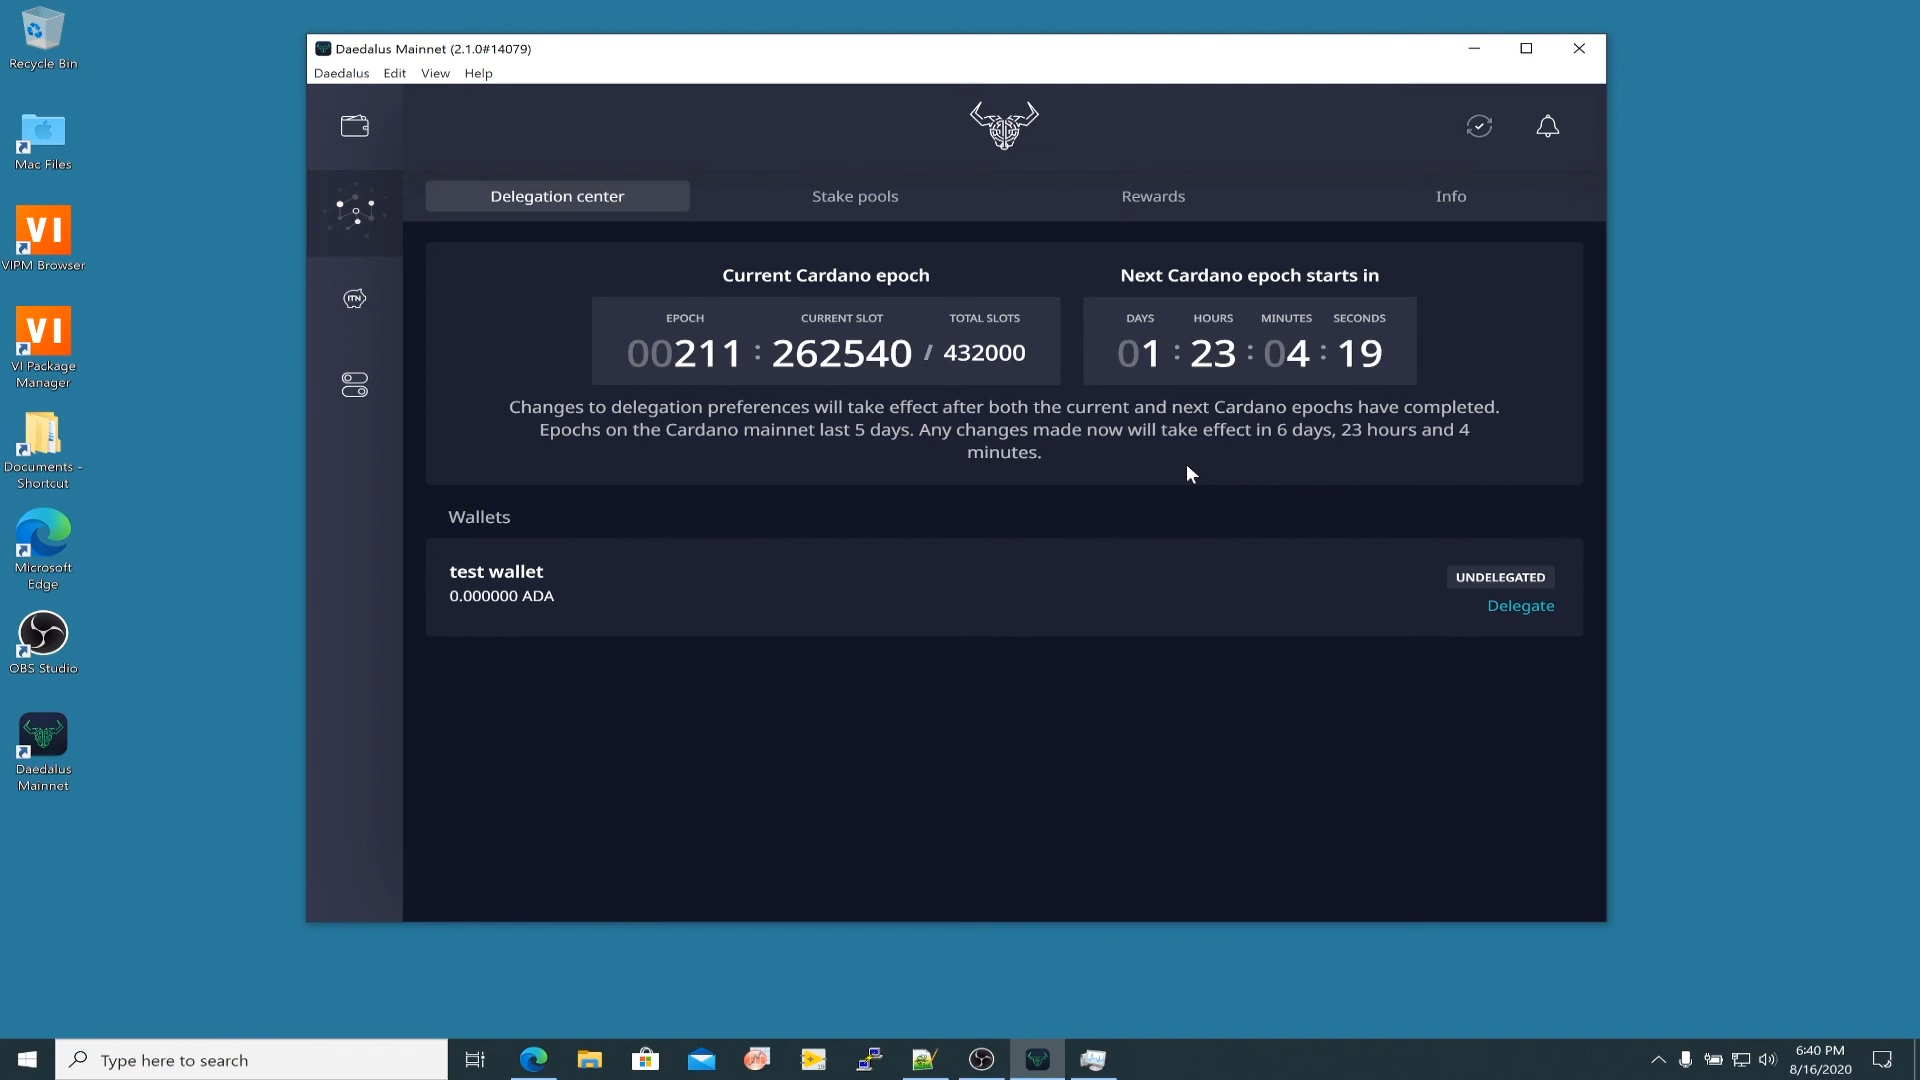 Recycle Bin
Mac Files
VI
VIPM Browser
VI
VI Package
Manager
Documents -
Shortcut
Microsoft
Edge
OBS Studio
Daedalus
Mainnet
Daedalus Mainnet (2.1.0#14079)
Daedalus Edit View Help
ITN
Delegation center Stake pools Rewards Info
Current Cardano epoch Next Cardano epoch starts in
EPOCH CURRENT SLOT TOTAL SLOTS DAYS HOURS MINUTES SECONDS
00211 : 262540 / 432000 01 : 23 : 04 : 19
Changes to delegation preferences will take effect after both the current and next Cardano epochs have completed.
Epochs on the Cardano mainnet last 5 days. Any changes made now will take effect in 6 days, 23 hours and 4
minutes.
Wallets
test wallet
0.000000 ADA
UNDELEGATED
Delegate
Type here to search
6:40 PM
8/16/2020